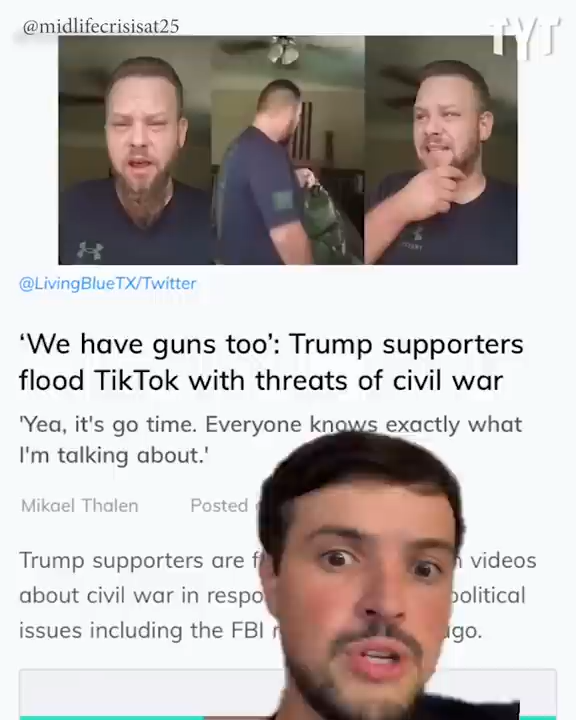 @midlifecrisisat25
TYT
@LivingBlueTX/Twitter
‘We have guns too’: Trump supporters
flood TikTok with threats of civil war
'Yea, it's go time. Everyone knows exactly what
I'm talking about.'
Mikael Thalen Posted
Trump supporters are videos
about civil war in political
issues including the FBI